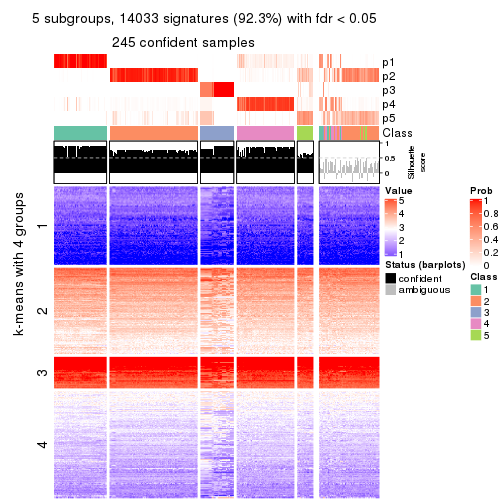 5 subgroups, 14033 signatures (92.3%) with fdr < 0.05
245 confident samples
p1
p2
p3
p4
p5
Class
1
0.5
0
Silhouette
score
k-means with 4 groups
1
2
3
4
Value
5
4
3
2
1
Status (barplots)
confident
ambiguous
Prob
1
0.8
0.6
0.4
0.2
0
Class
1
2
3
4
5